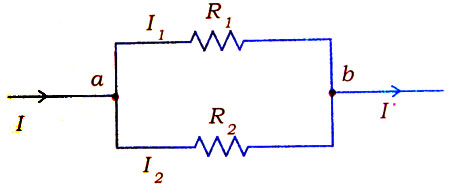 I₁ R₁
a b
I I'
R₂
I₂